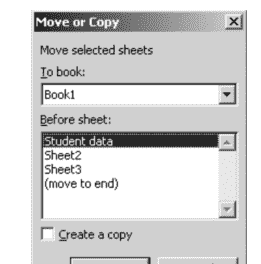 Move or Copy
Move selected sheets
To book:
Book1
Before sheet:
Student data
Sheet2
Sheet3
(move to end)
Create a copy